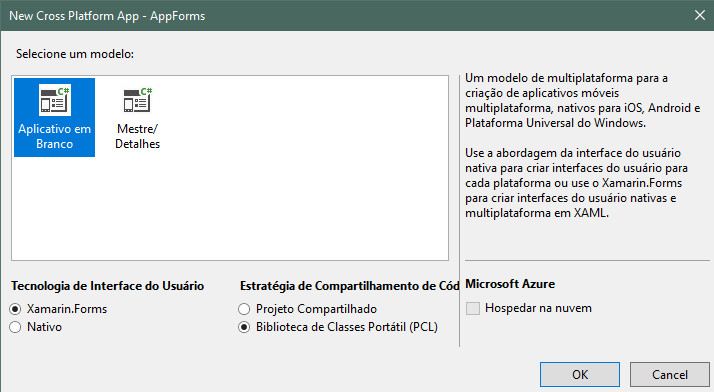 New Cross Platform App - AppForms
Selecione um modelo:
C#
Aplicativo em
Branco
C#
Mestre/
Detalhes
Um modelo de multiplataforma para a
criação de aplicativos móveis
multiplataforma, nativos para iOS, Android e
Plataforma Universal do Windows.
Use a abordagem da interface do usuário
nativa para criar interfaces do usuário para
cada plataforma ou use o Xamarin.Forms
para criar interfaces do usuário nativas e
multiplataforma em XAML.
Tecnologia de Interface do Usuário
Xamarin.Forms
Nativo
Estratégia de Compartilhamento de Cód
Projeto Compartilhado
Biblioteca de Classes Portátil (PCL)
Microsoft Azure
Hospedar na nuvem
OK
Cancel